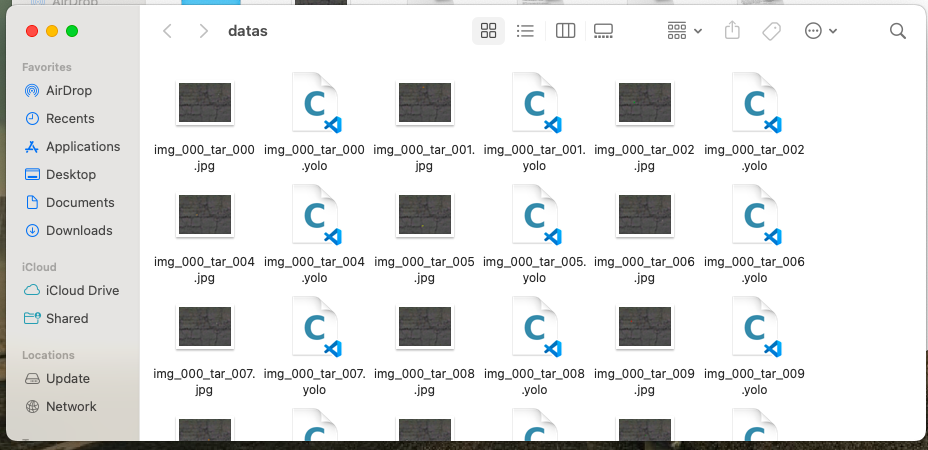 AirDrop
datas
Favorites
AirDrop
Recents
Applications
Desktop
Documents
Downloads
iCloud
iCloud Drive
Shared
Locations
Update
Network
C C C
img_000_tar_000 img_000_tar_000 img_000_tar_001. img_000_tar_001. img_000_tar_002 img_000_tar_002
.jpg .yolo jpg yolo .jpg .yolo
C C C
img_000_tar_004 img_000_tar_004 img_000_tar_005 img_000_tar_005. img_000_tar_006 img_000_tar_006
.jpg .yolo .jpg yolo .jpg .yolo
C C C
img_000_tar_007. img_000_tar_007. img_000_tar_008 img_000_tar_008 img_000_tar_009 img_000_tar_009
jpg yolo .jpg .yolo .jpg .yolo
C C C